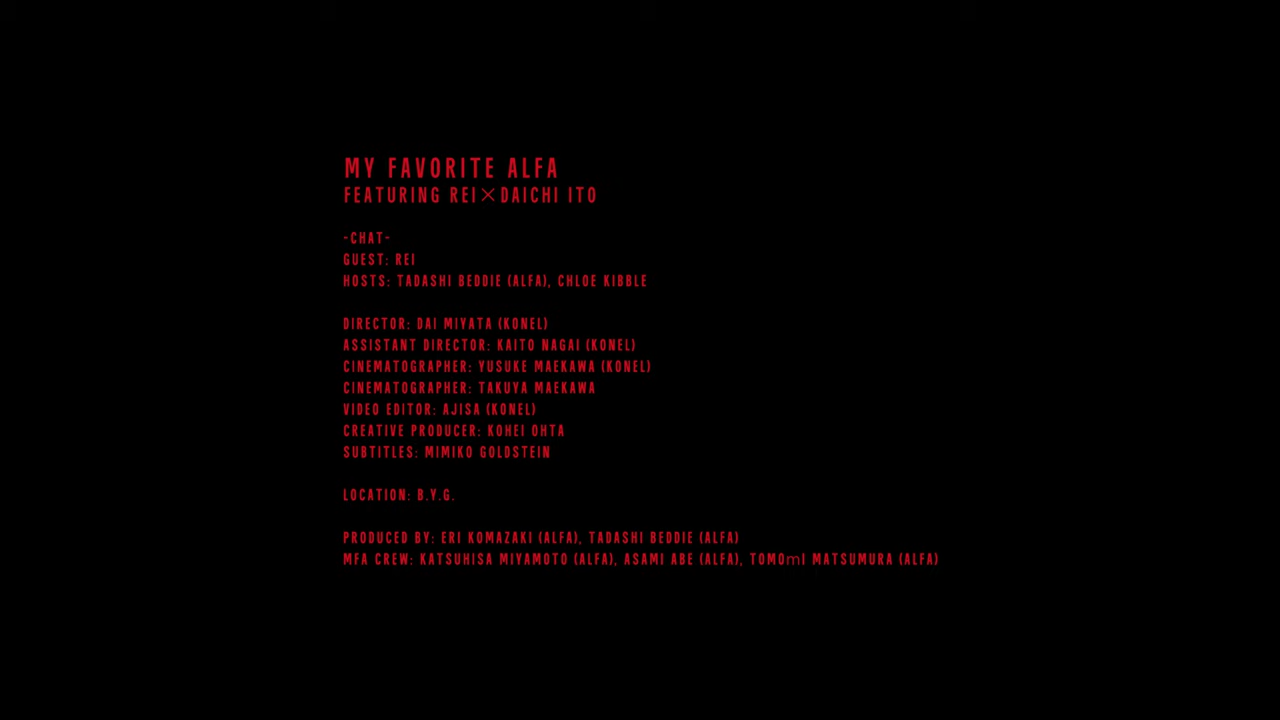 MY FAVORITE ALFA
FEATURING REI×DAICHI ITO
-CHAT-
GUEST: REI
HOSTS: TADASHI BEDDIE (ALFA), CHLOE KIBBLE
DIRECTOR: DAI MIYATA (KONEL)
ASSISTANT DIRECTOR: KAITO NAGAI (KONEL)
CINEMATOGRAPHER: YUSUKE MAEKAWA (KONEL)
CINEMATOGRAPHER: TAKUYA MAEKAWA
VIDEO EDITOR: AJISA (KONEL)
CREATIVE PRODUCER: KOHEI OHTA
SUBTITLES: MIMIKO GOLDSTEIN
LOCATION: B.Y.G.
PRODUCED BY: ERI KOMAZAKI (ALFA), TADASHI BEDDIE (ALFA)
MFA CREW: KATSUHISA MIYAMOTO (ALFA), ASAMI ABE (ALFA), TOMOmI MATSUMURA (ALFA)